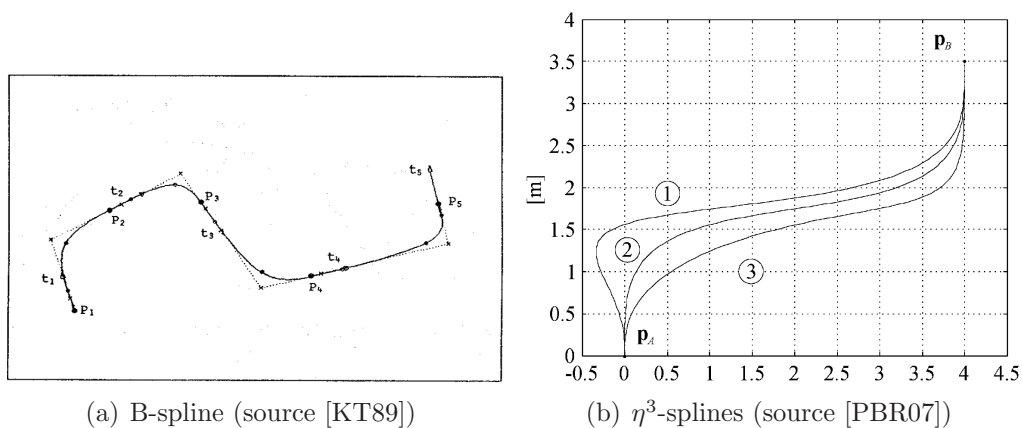 t₅
P₅
t₂
P₃
P₂
t₃
t₄
t₁
P₄
P₁
4
3.5
3
2.5
2
1.5
1
0.5
0
[m]
p_B
1
2
3
p_A
-0.5 0 0.5 1 1.5 2 2.5 3 3.5 4 4.5
(a) B-spline (source [KT89])
(b) η³-splines (source [PBR07])